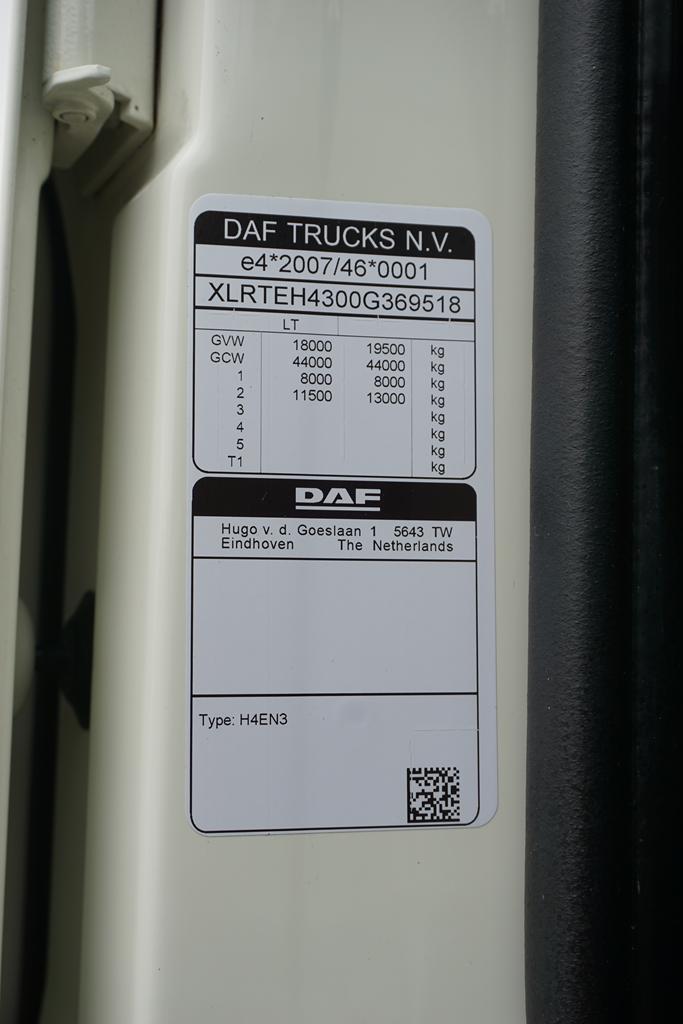 DAF TRUCKS N.V.
e4*2007/46*0001
XLRTEH4300G369518
LT
GVW 18000 19500 kg
GCW 44000 44000 kg
1 8000 8000 kg
2 11500 13000 kg
3 kg
4 kg
5 kg
T1 kg
DAF
Hugo v. d. Goeslaan 1 5643 TW
Eindhoven The Netherlands
Type: H4EN3